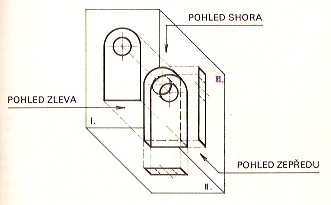 POHLED SHORA
III.
POHLED ZLEVA
I.
POHLED ZEPŘEDU
II.